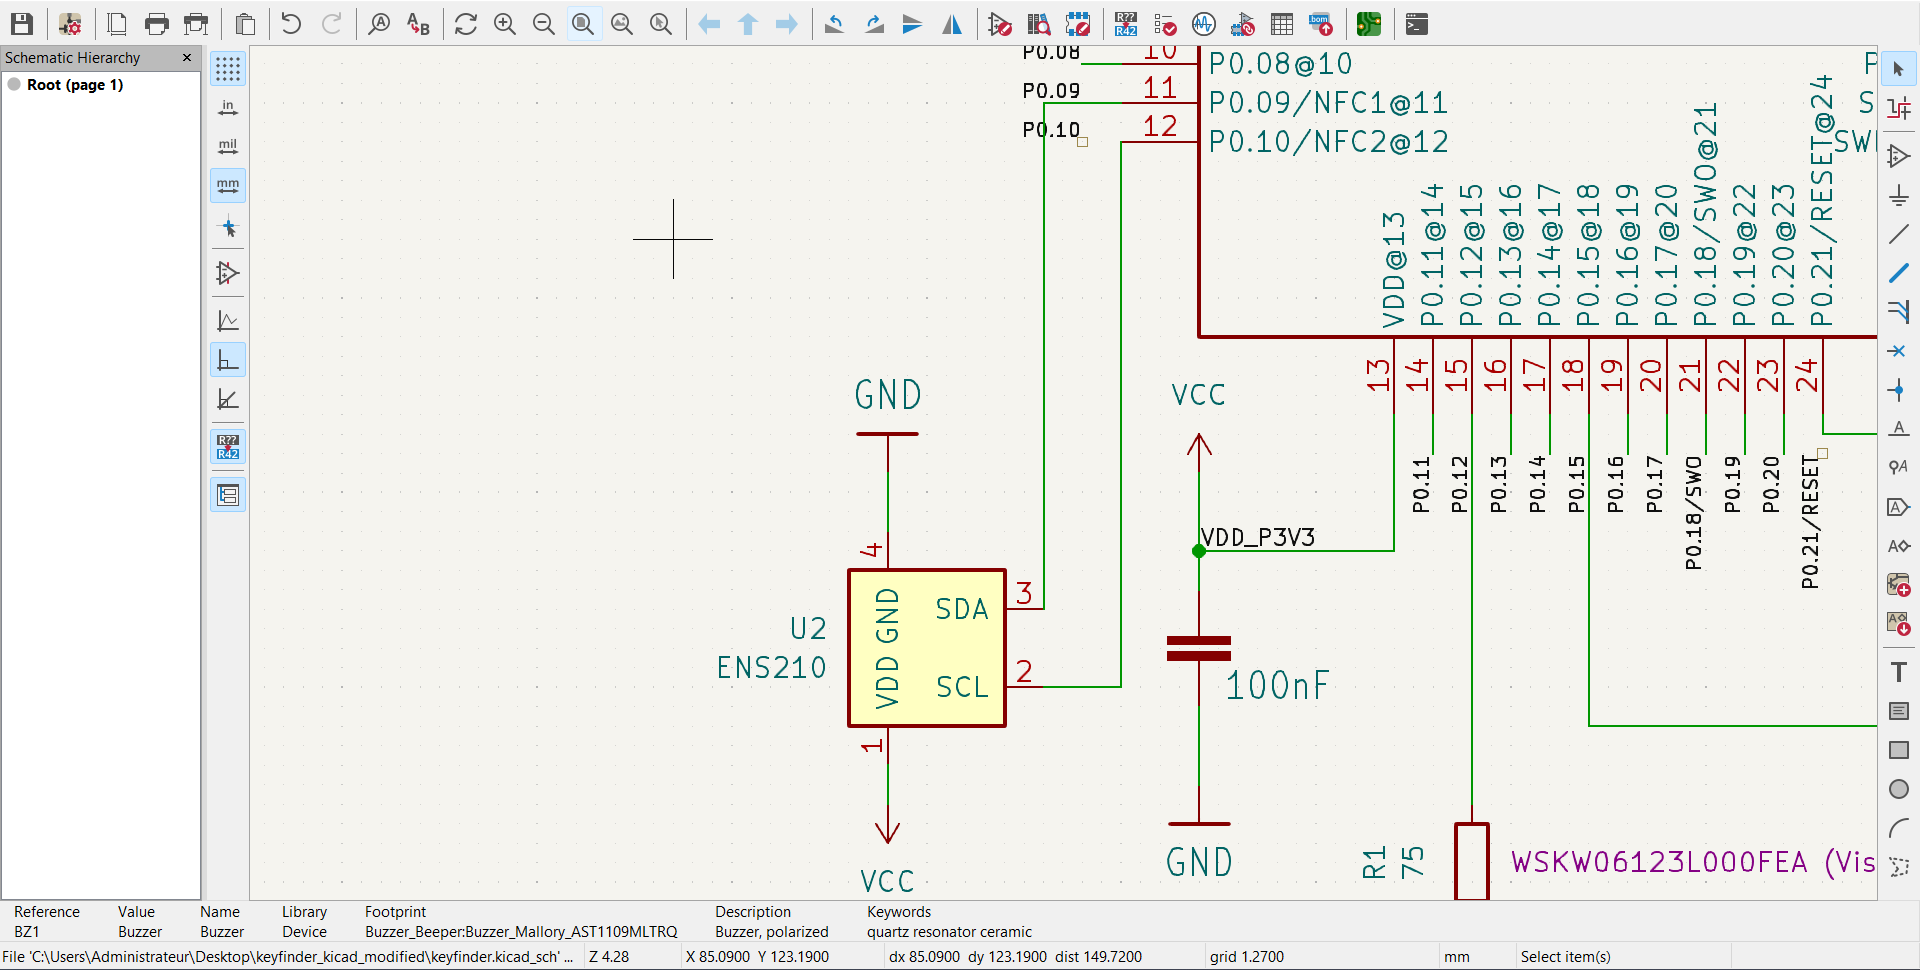 Schematic Hierarchy
Root (page 1)
in
mil
mm
R??
R42
A
A
B
R??
R42
bom
P0.08
10
P0.08@10
P0.09
11
P0.09/NFC1@11
P0.10
12
P0.10/NFC2@12
P
S
SW
VDD@13
P0.11@14
P0.12@15
P0.13@16
P0.14@17
P0.15@18
P0.16@19
P0.17@20
P0.18/SWO@21
P0.19@22
P0.20@23
P0.21/RESET@24
13
14
15
16
17
18
19
20
21
22
23
24
P0.11
P0.12
P0.13
P0.14
P0.15
P0.16
P0.17
P0.18/SWO
P0.19
P0.20
P0.21/RESET
GND
VCC
VDD_P3V3
4
U2
ENS210
GND
VDD
SDA
SCL
3
2
1
100nF
VCC
GND
R1
75
WSKW06123L000FEA (Vis
A
A
A
A
A
T
Reference Value Name Library Footprint Description Keywords
BZ1 Buzzer Buzzer Device Buzzer_Beeper:Buzzer_Mallory_AST1109MLTRQ Buzzer, polarized quartz resonator ceramic
File 'C:\Users\Administrateur\Desktop\keyfinder_kicad_modified\keyfinder.kicad_sch' ... Z 4.28 X 85.0900 Y 123.1900 dx 85.0900 dy 123.1900 dist 149.7200 grid 1.2700 mm Select item(s)